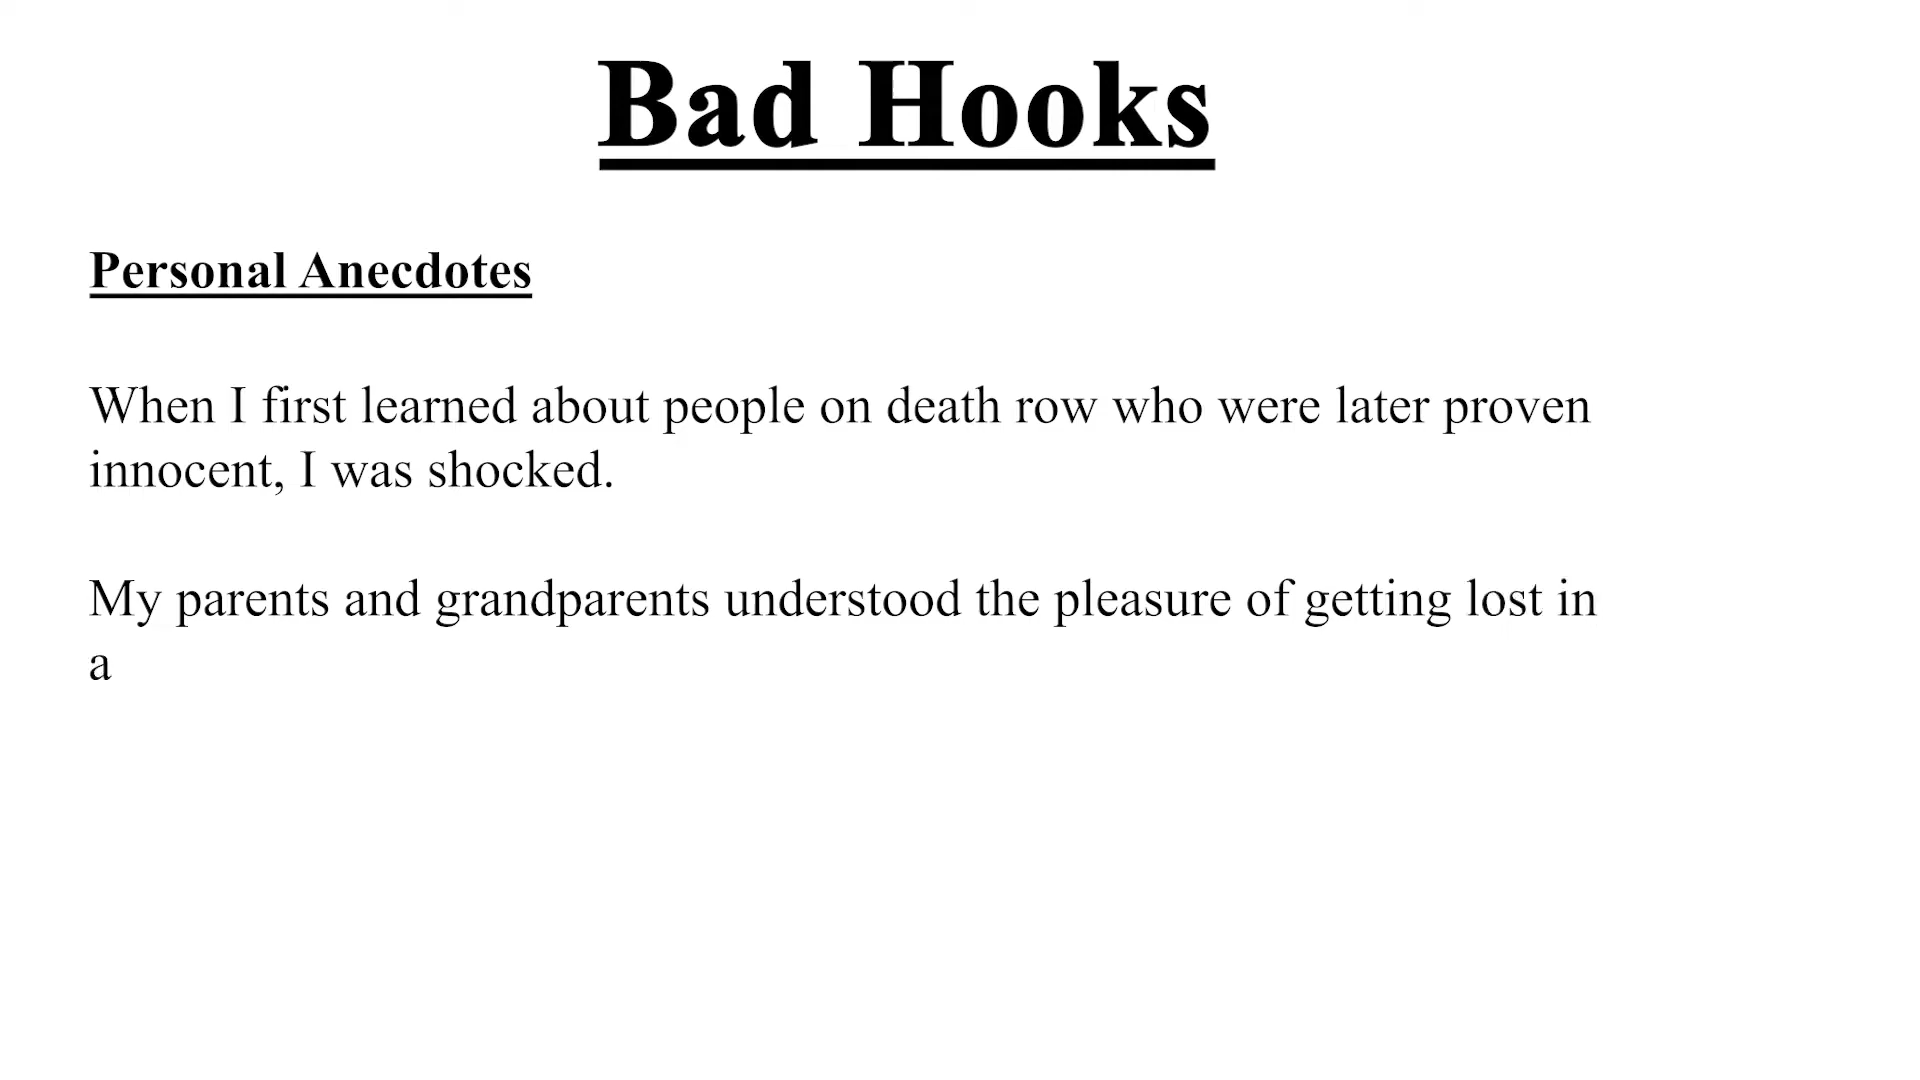 Bad Hooks
Personal Anecdotes
When I first learned about people on death row who were later proven
innocent, I was shocked.
My parents and grandparents understood the pleasure of getting lost in
a